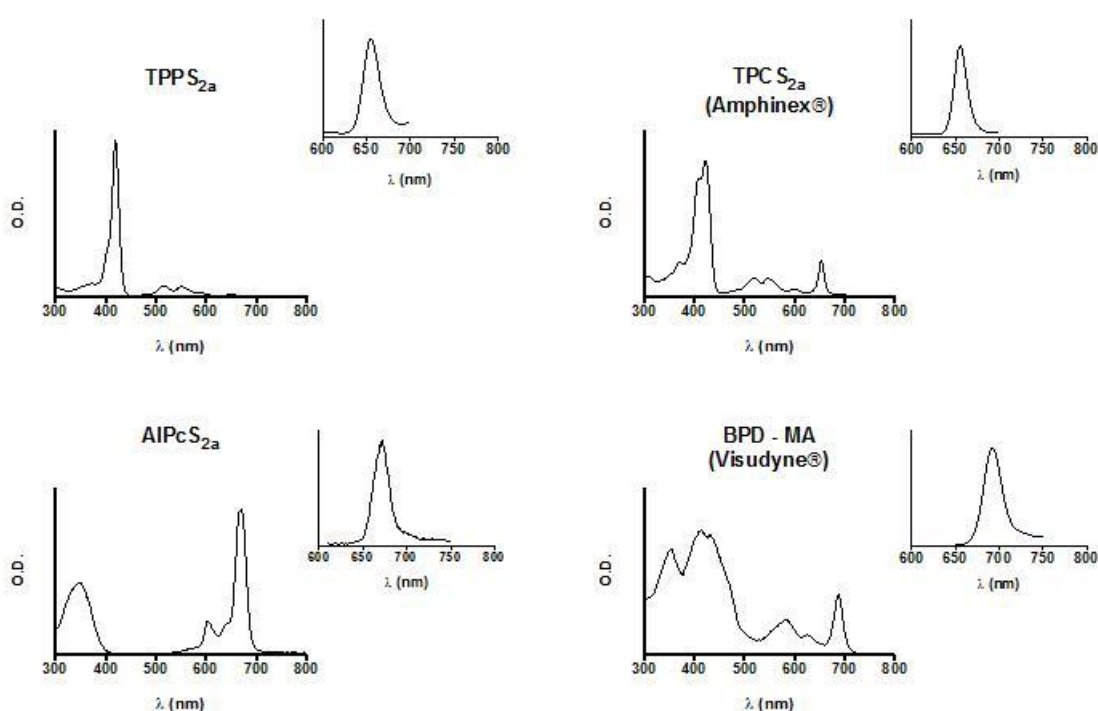 TPPS2a
600 650 700 750 800
λ (nm)
O.D.
300 400 500 600 700 800
λ (nm)
TPCS2a
(Amphinex®)
600 650 700 750 800
λ (nm)
O.D.
300 400 500 600 700 800
λ (nm)
AlPcS2a
600 650 700 750 800
λ (nm)
O.D.
300 400 500 600 700 800
λ (nm)
BPD - MA
(Visudyne®)
600 650 700 750 800
λ (nm)
O.D.
300 400 500 600 700 800
λ (nm)